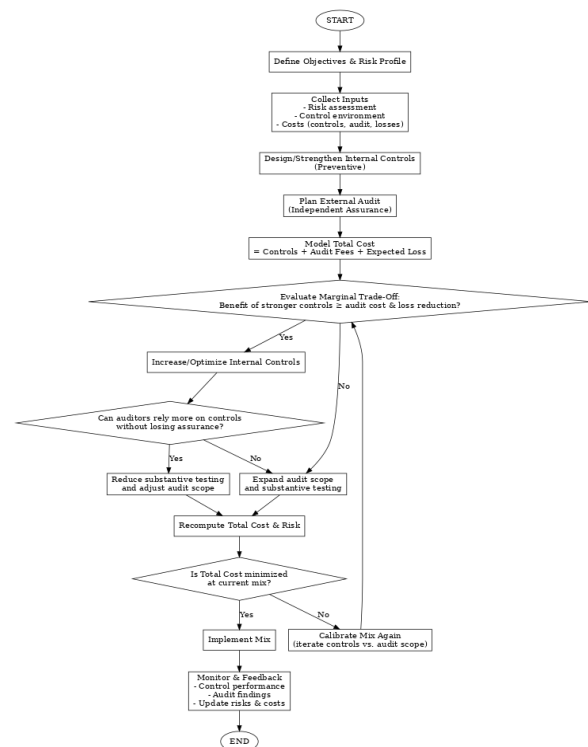 START
Define Objectives & Risk Profile
Collect Inputs
- Risk assessment
- Control environment
- Costs (controls, audit, losses)
Design/Strengthen Internal Controls
(Preventive)
Plan External Audit
(Independent Assurance)
Model Total Cost
= Controls + Audit Fees + Expected Loss
Evaluate Marginal Trade-Off:
Benefit of stronger controls ≥ audit cost & loss reduction?
Yes
Increase/Optimize Internal Controls
No
Can auditors rely more on controls
without losing assurance?
Yes
No
Reduce substantive testing
and adjust audit scope
Expand audit scope
and substantive testing
Recompute Total Cost & Risk
Is Total Cost minimized
at current mix?
Yes
No
Implement Mix
Calibrate Mix Again
(iterate controls vs. audit scope)
Monitor & Feedback
- Control performance
- Audit findings
- Update risks & costs
END